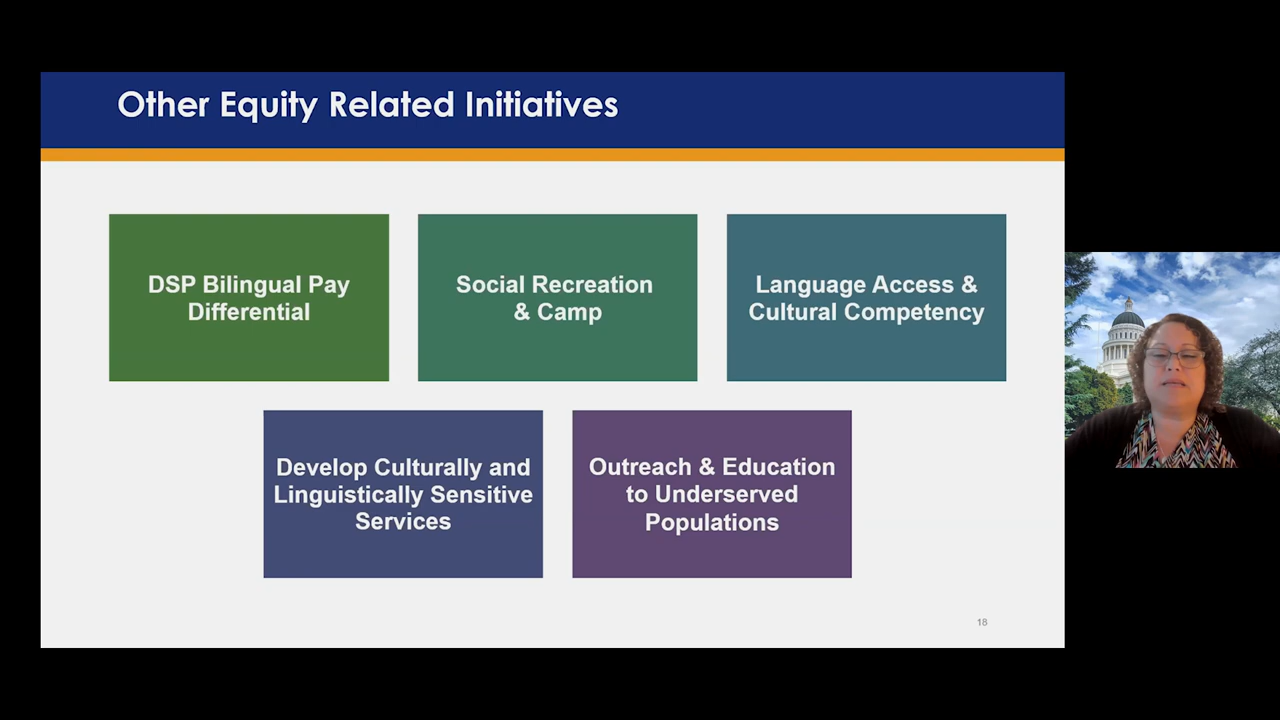 Other Equity Related Initiatives
DSP Bilingual Pay
Differential
Social Recreation
& Camp
Language Access &
Cultural Competency
Develop Culturally and
Linguistically Sensitive
Services
Outreach & Education
to Underserved
Populations
18